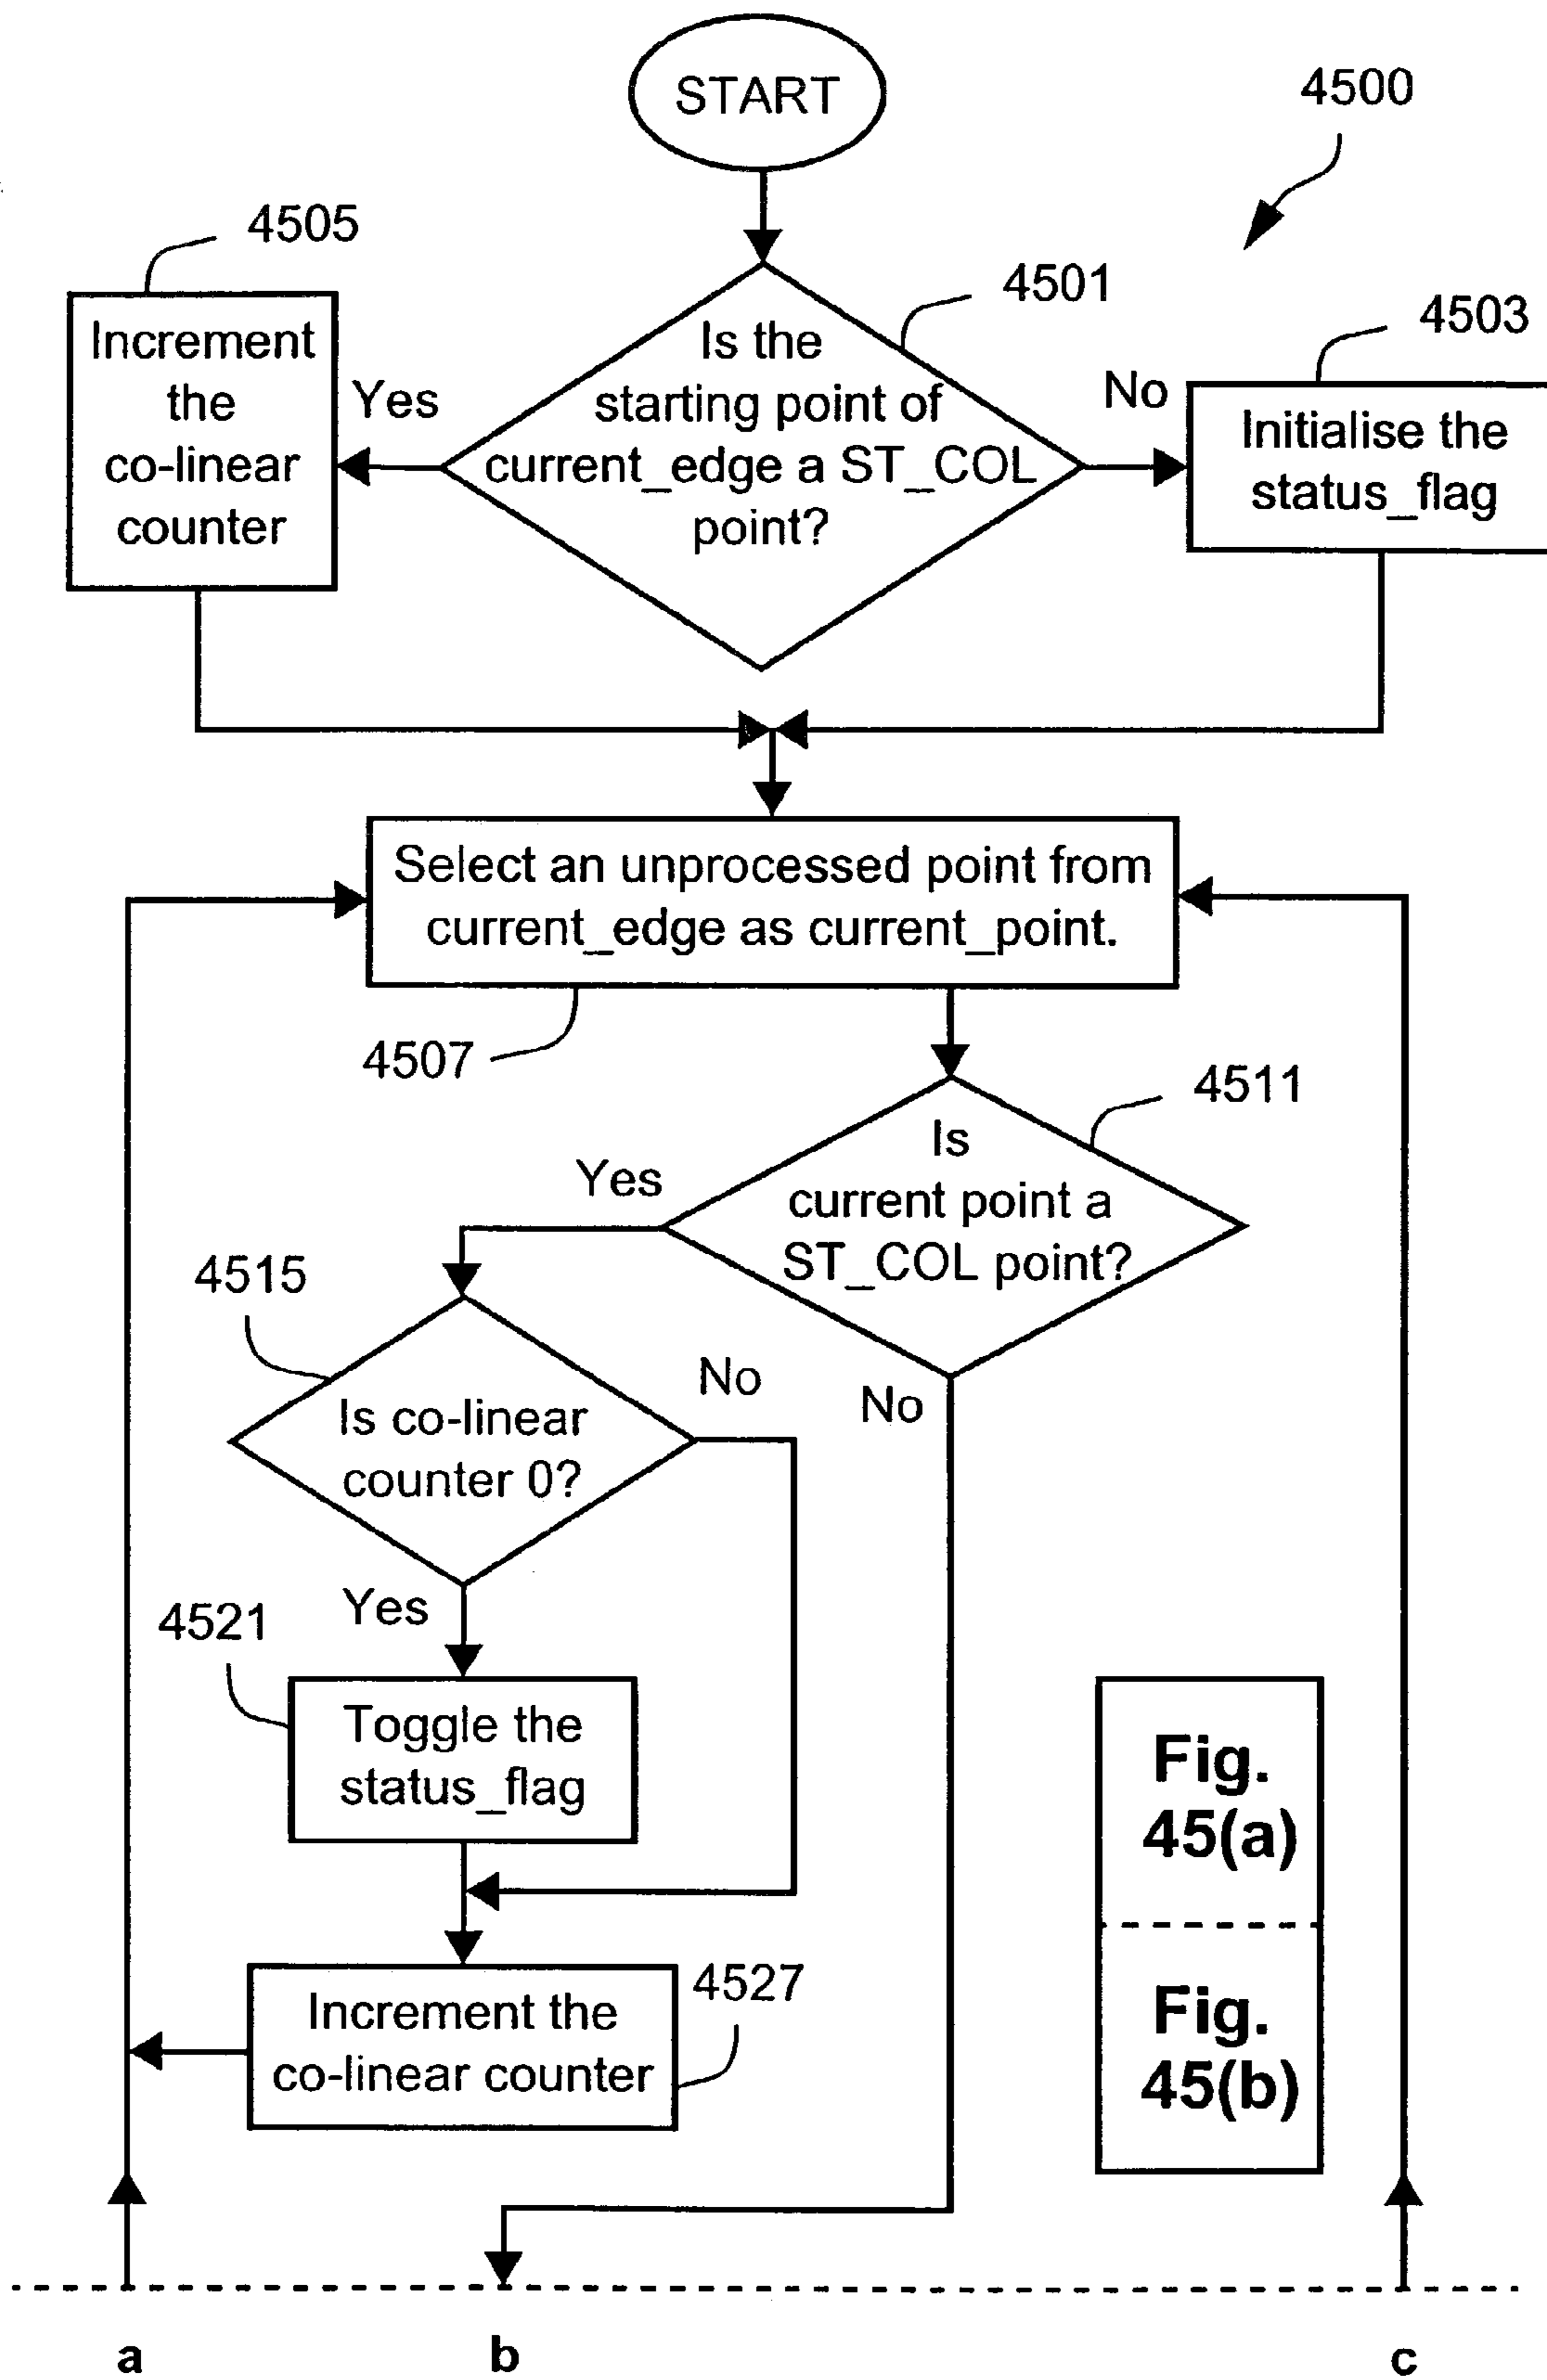 START
4500
4505
4501
4503
Increment
the
co-linear
counter
Yes
Is the
starting point of
current_edge a ST_COL
point?
No
Initialise the
status_flag
Select an unprocessed point from
current_edge as current_point.
4507
4511
Is
current point a
ST_COL point?
Yes
No
4515
Is co-linear
counter 0?
No
Yes
4521
Toggle the
status_flag
4527
Increment the
co-linear counter
Fig.
45(a)
Fig.
45(b)
a
b
c